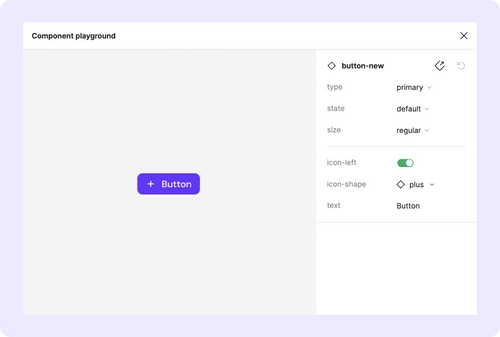 Component playground
button-new
type primary
state default
size regular
icon-left
icon-shape plus
text Button
Button